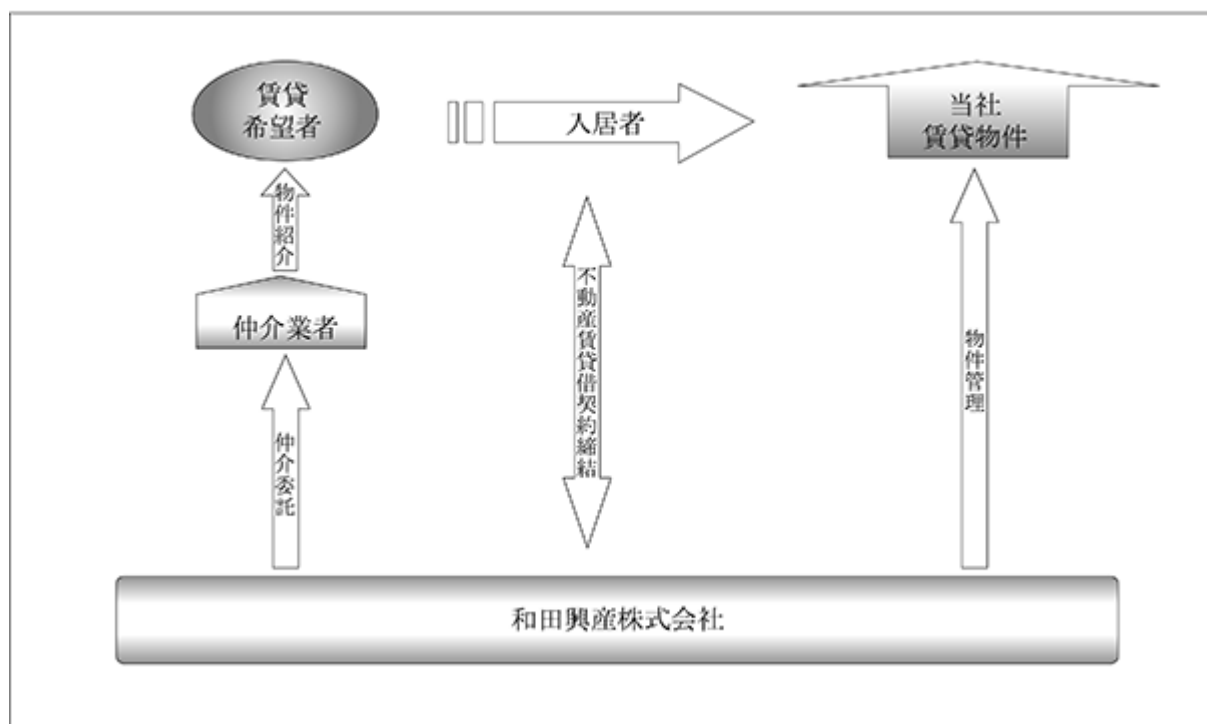 賃貸
希望者
入居者
当社
賃貸物件
物件紹介
仲介業者
不動産賃貸借契約締結
物件管理
仲介委託
和田興産株式会社